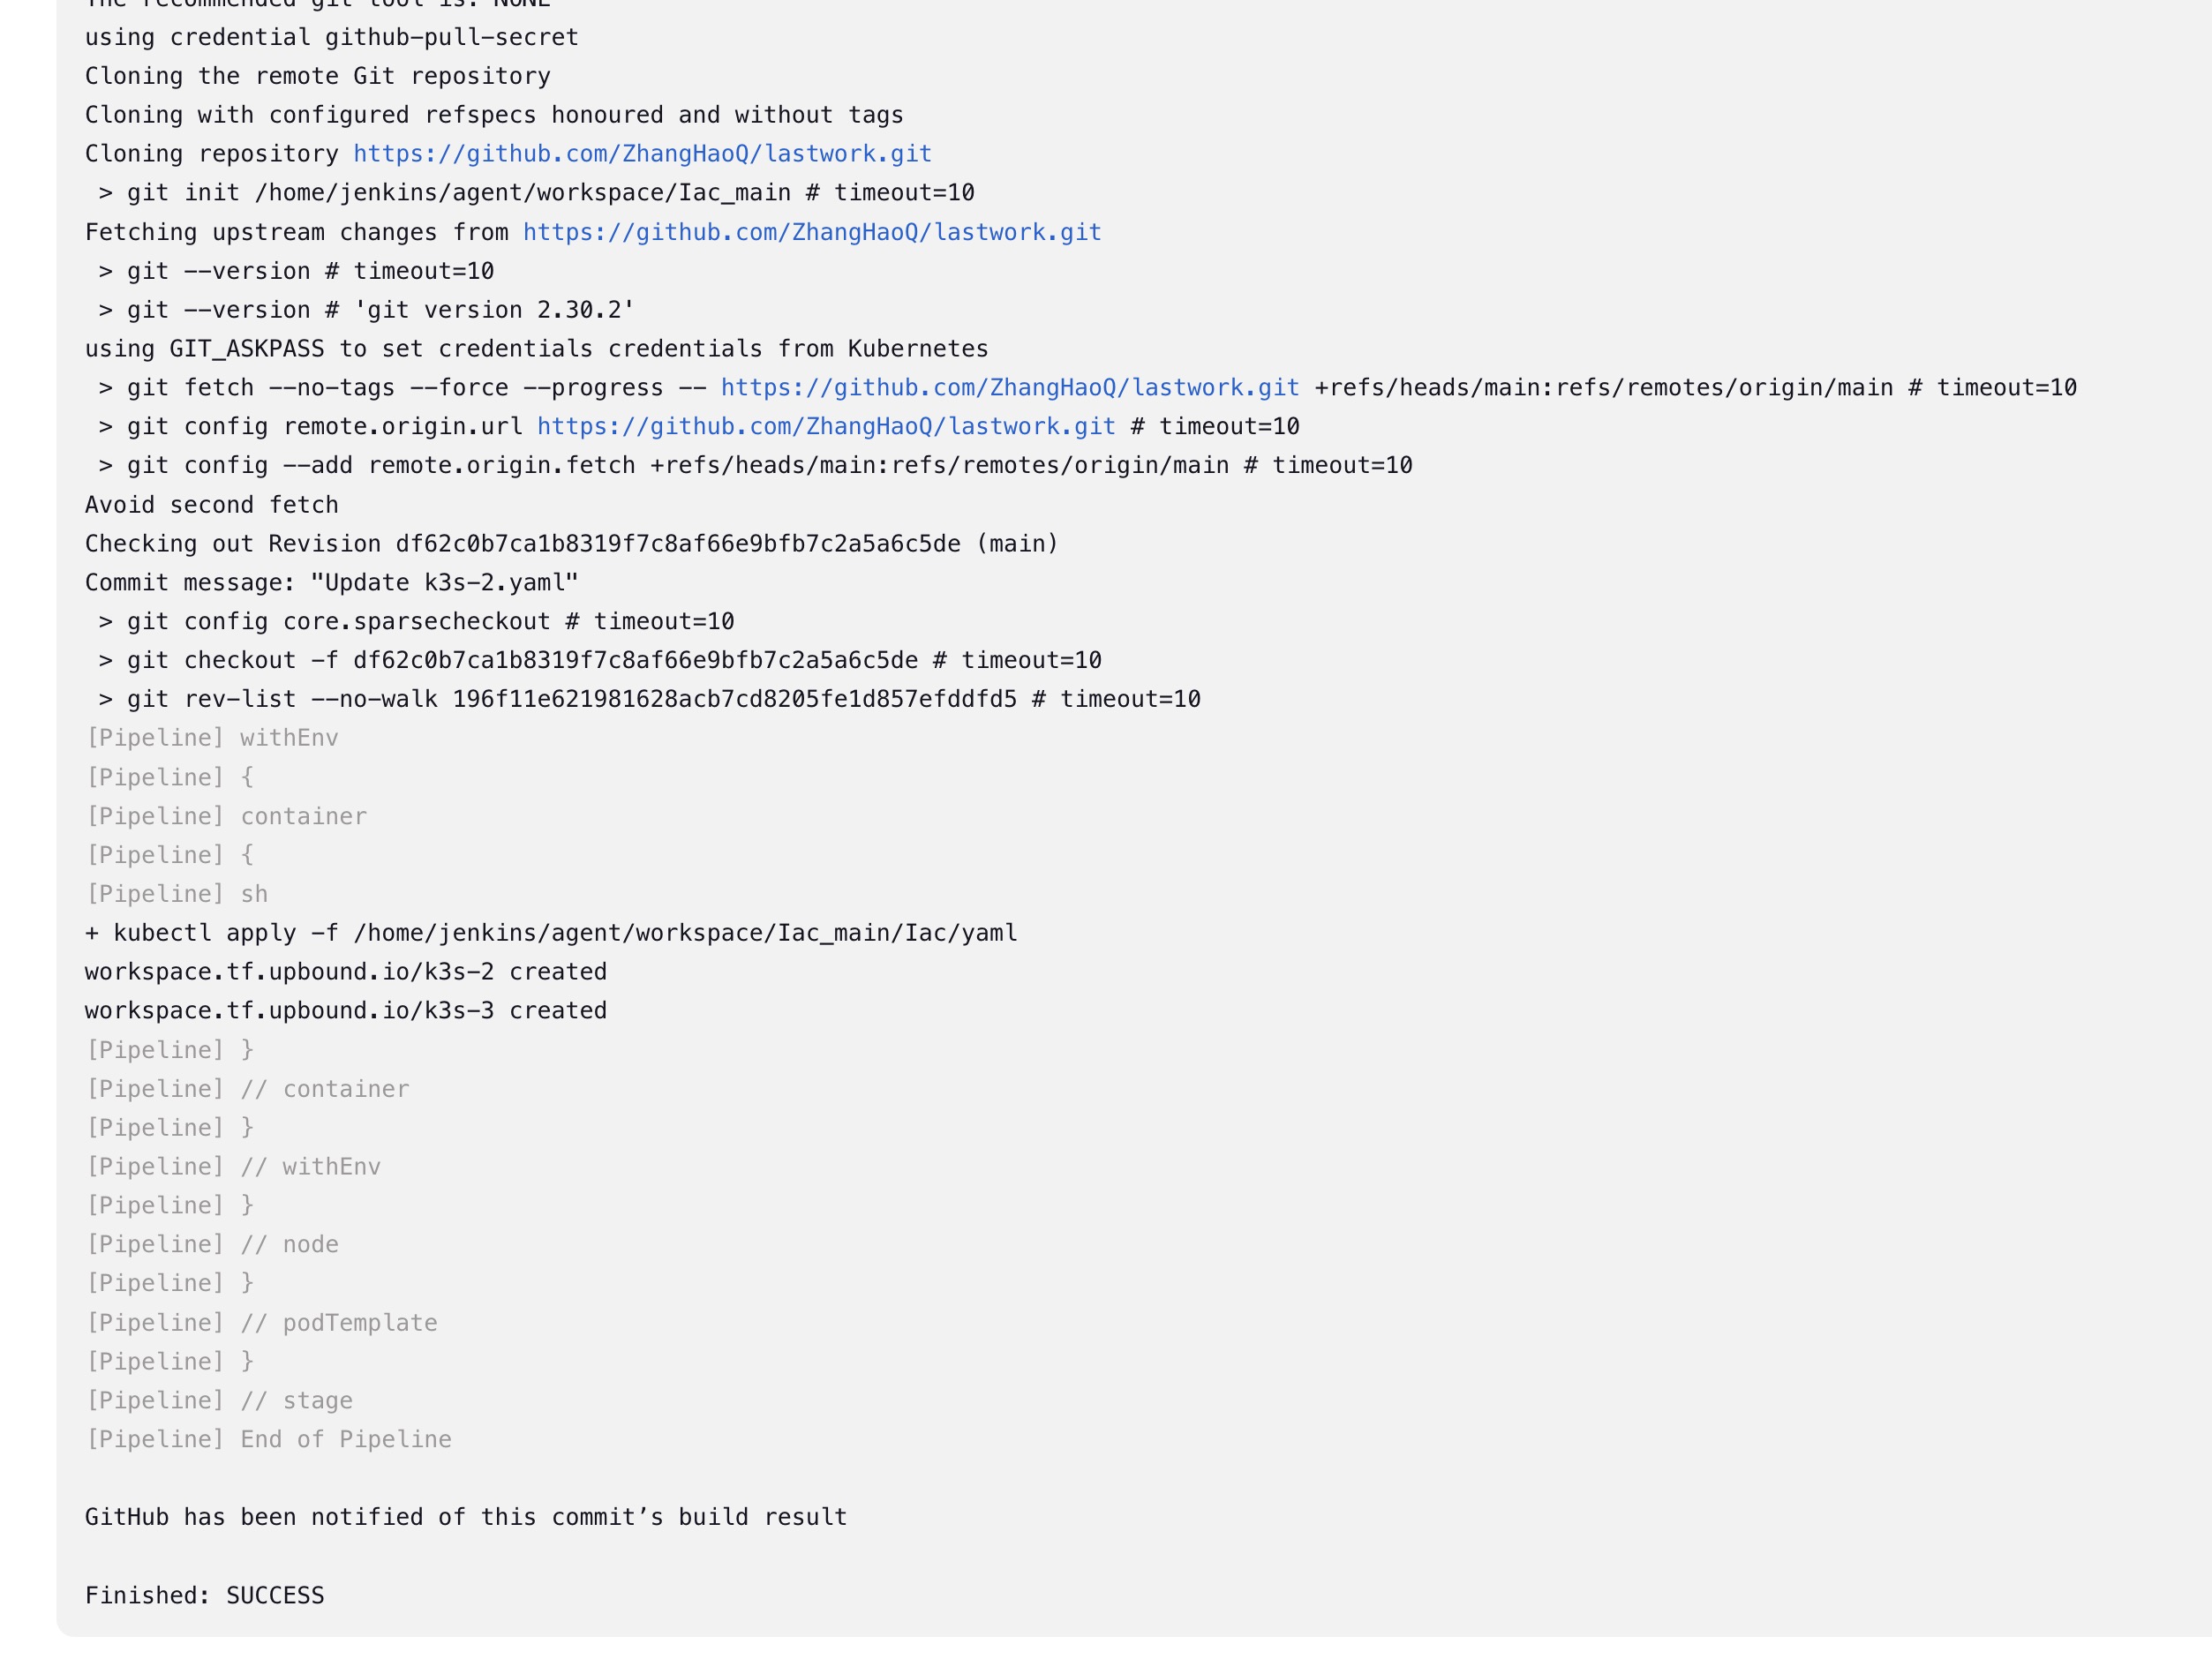 The recommended git tool is: NONE
using credential github-pull-secret
Cloning the remote Git repository
Cloning with configured refspecs honoured and without tags
Cloning repository https://github.com/ZhangHaoQ/lastwork.git
 > git init /home/jenkins/agent/workspace/Iac_main # timeout=10
Fetching upstream changes from https://github.com/ZhangHaoQ/lastwork.git
 > git --version # timeout=10
 > git --version # 'git version 2.30.2'
using GIT_ASKPASS to set credentials credentials from Kubernetes
 > git fetch --no-tags --force --progress -- https://github.com/ZhangHaoQ/lastwork.git +refs/heads/main:refs/remotes/origin/main # timeout=10
 > git config remote.origin.url https://github.com/ZhangHaoQ/lastwork.git # timeout=10
 > git config --add remote.origin.fetch +refs/heads/main:refs/remotes/origin/main # timeout=10
Avoid second fetch
Checking out Revision df62c0b7ca1b8319f7c8af66e9bfb7c2a5a6c5de (main)
Commit message: "Update k3s-2.yaml"
 > git config core.sparsecheckout # timeout=10
 > git checkout -f df62c0b7ca1b8319f7c8af66e9bfb7c2a5a6c5de # timeout=10
 > git rev-list --no-walk 196f11e621981628acb7cd8205fe1d857efddfd5 # timeout=10
[Pipeline] withEnv
[Pipeline] {
[Pipeline] container
[Pipeline] {
[Pipeline] sh
+ kubectl apply -f /home/jenkins/agent/workspace/Iac_main/Iac/yaml
workspace.tf.upbound.io/k3s-2 created
workspace.tf.upbound.io/k3s-3 created
[Pipeline] }
[Pipeline] // container
[Pipeline] }
[Pipeline] // withEnv
[Pipeline] }
[Pipeline] // node
[Pipeline] }
[Pipeline] // podTemplate
[Pipeline] }
[Pipeline] // stage
[Pipeline] End of Pipeline
GitHub has been notified of this commit’s build result
Finished: SUCCESS